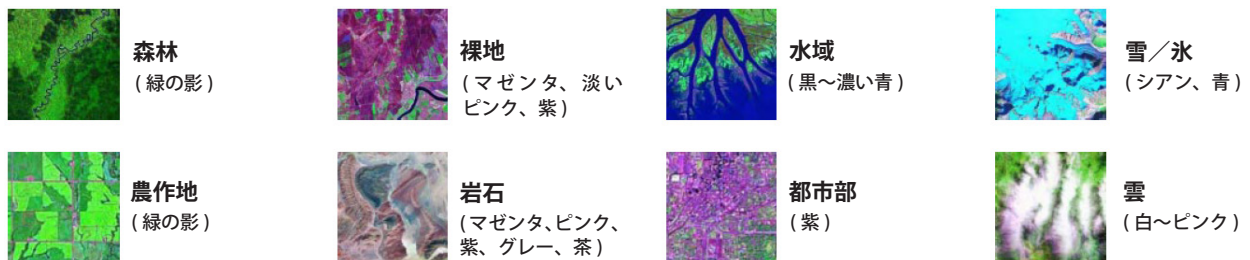 森林
( 緑の影 )
裸地
( マゼンタ、淡い
ピンク、紫 )
水域
( 黒〜濃い青 )
雪／氷
( シアン、青 )
農作地
( 緑の影 )
岩石
( マゼンタ、ピンク、
紫、グレー、茶 )
都市部
( 紫 )
雲
( 白〜ピンク )